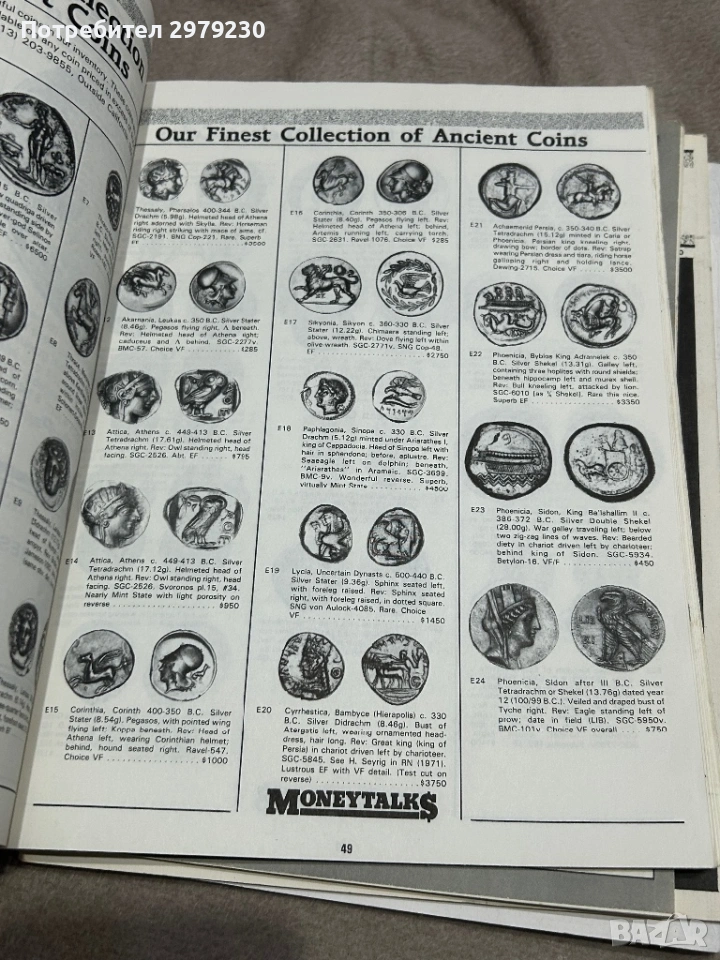 Потребител 2979230
Our Finest Collection of Ancient Coins
Thessaly, Pharsalos 400-344 B.C. Silver
Drachm (5.98g). Helmeted head of Athena
right adorned with Skylla. Rev: Horseman
riding right striking with mace of arms. cf.
SGC-2191. SNG Cop-221. Rare. Superb
EF $3500
Akarnania, Leukas c. 350 B.C. Silver Stater
(8.46g). Pegasos flying right, Λ beneath.
Rev: Helmeted head of Athena right;
caduceus and Λ behind. SGC-2277v.
BMC-57. Choice VF $285
E13 Attica, Athens c. 449-413 B.C. Silver
Tetradrachm (17.61g). Helmeted head of
Athena right. Rev: Owl standing right, head
facing. SGC-2526. Abt. EF $795
E14 Attica, Athens c. 449-413 B.C. Silver
Tetradrachm (17.12g). Helmeted head of
Athena right. Rev: Owl standing right, head
facing. SGC-2526. Svoronos pl.15, #34.
Nearly Mint State with light porosity on
reverse $950
E15 Corinthia, Corinth 400-350 B.C. Silver
Stater (8.54g). Pegasos, with pointed wing
flying left; Koppa beneath. Rev: Head of
Athena left, wearing Corinthian helmet;
behind, hound seated right. Ravel-547.
Choice VF $1000
E16 Corinthia, Corinth 350-306 B.C. Silver
Stater (8.40g). Pegasos flying left. Rev:
Helmeted head of Athena left; behind,
Artemis running left, carrying torch.
SGC-2631. Ravel-1076. Choice VF $285
E17 Sikyonia, Sikyon c. 380-330 B.C. Silver
Stater (12.22g). Chimaera standing left;
above, wreath. Rev: Dove flying left within
olive-wreath. SGC-2771v. SNG Cop-48.
EF $2750
E18 Paphlagonia, Sinope c. 330 B.C. Silver
Drachm (5.12g) minted under Ariarathes I,
king of Cappadocia. Head of Sinope left with
hair in sphendone; before, aplustre. Rev:
Seaeagle left on dolphin; beneath,
"Ariarathes" in Aramaic. SGC-3699.
BMC-9v. Wonderful reverse. Superb,
virtually Mint State $4500
E19 Lycia, Uncertain Dynasts c. 500-440 B.C.
Silver Stater (9.36g). Sphinx seated left,
with foreleg raised. Rev: Sphinx seated
left, with foreleg raised, in dotted square.
SNG von Aulock-4085. Rare. Choice
VF $1450
E20 Cyrrhestica, Bambyce (Hierapolis) c. 330
B.C. Silver Didrachm (8.46g). Bust of
Atergatis left, wearing ornamented head-
dress, hair long. Rev: Great king (king of
Persia) in chariot driven left by charioteer.
SGC-5645. See H. Seyrig in RN (1971).
Lustrous EF with VF detail. (Test cut on
reverse) $3750
E21 Achaemenid Persia, c. 350-340 B.C. Silver
Tetradrachm (15.12g) minted in Caria or
Phoenicia. Persian king kneeling right,
drawing bow; border of dots. Rev: Satrap
wearing Persian dress and tiara, riding horse
galloping right and holding lance.
Dewing-2715. Choice VF $3500
E22 Phoenicia, Byblos King Adramelek c. 350
B.C. Silver Shekel (13.31g). Galley left,
containing three hoplites with round shields;
beneath hippocamp left and murex shell.
Rev: Bull kneeling left, attacked by lion.
SGC-6010 (as ¼ Shekel). Rare this nice.
Superb EF $3350
E23 Phoenicia, Sidon, King Ba'lshallim II c.
386-372 B.C. Silver Double Shekel
(28.00g). War galley traveling left; below
two zig-zag lines of waves. Rev: Bearded
diety in chariot driven left by charioteer;
behind king of Sidon. SGC-5934.
Betylon-16. VF/F $450
E24 Phoenicia, Sidon after III B.C. Silver
Tetradrachm or Shekel (13.76g) dated year
12 (100/99 B.C.) Veiled and draped bust of
Tyche right. Rev: Eagle standing left on
prow; date in field (LIB). SGC-5950v.
BMC-101v. Choice VF overall $750
MONEYTALK$
49
BAZAR